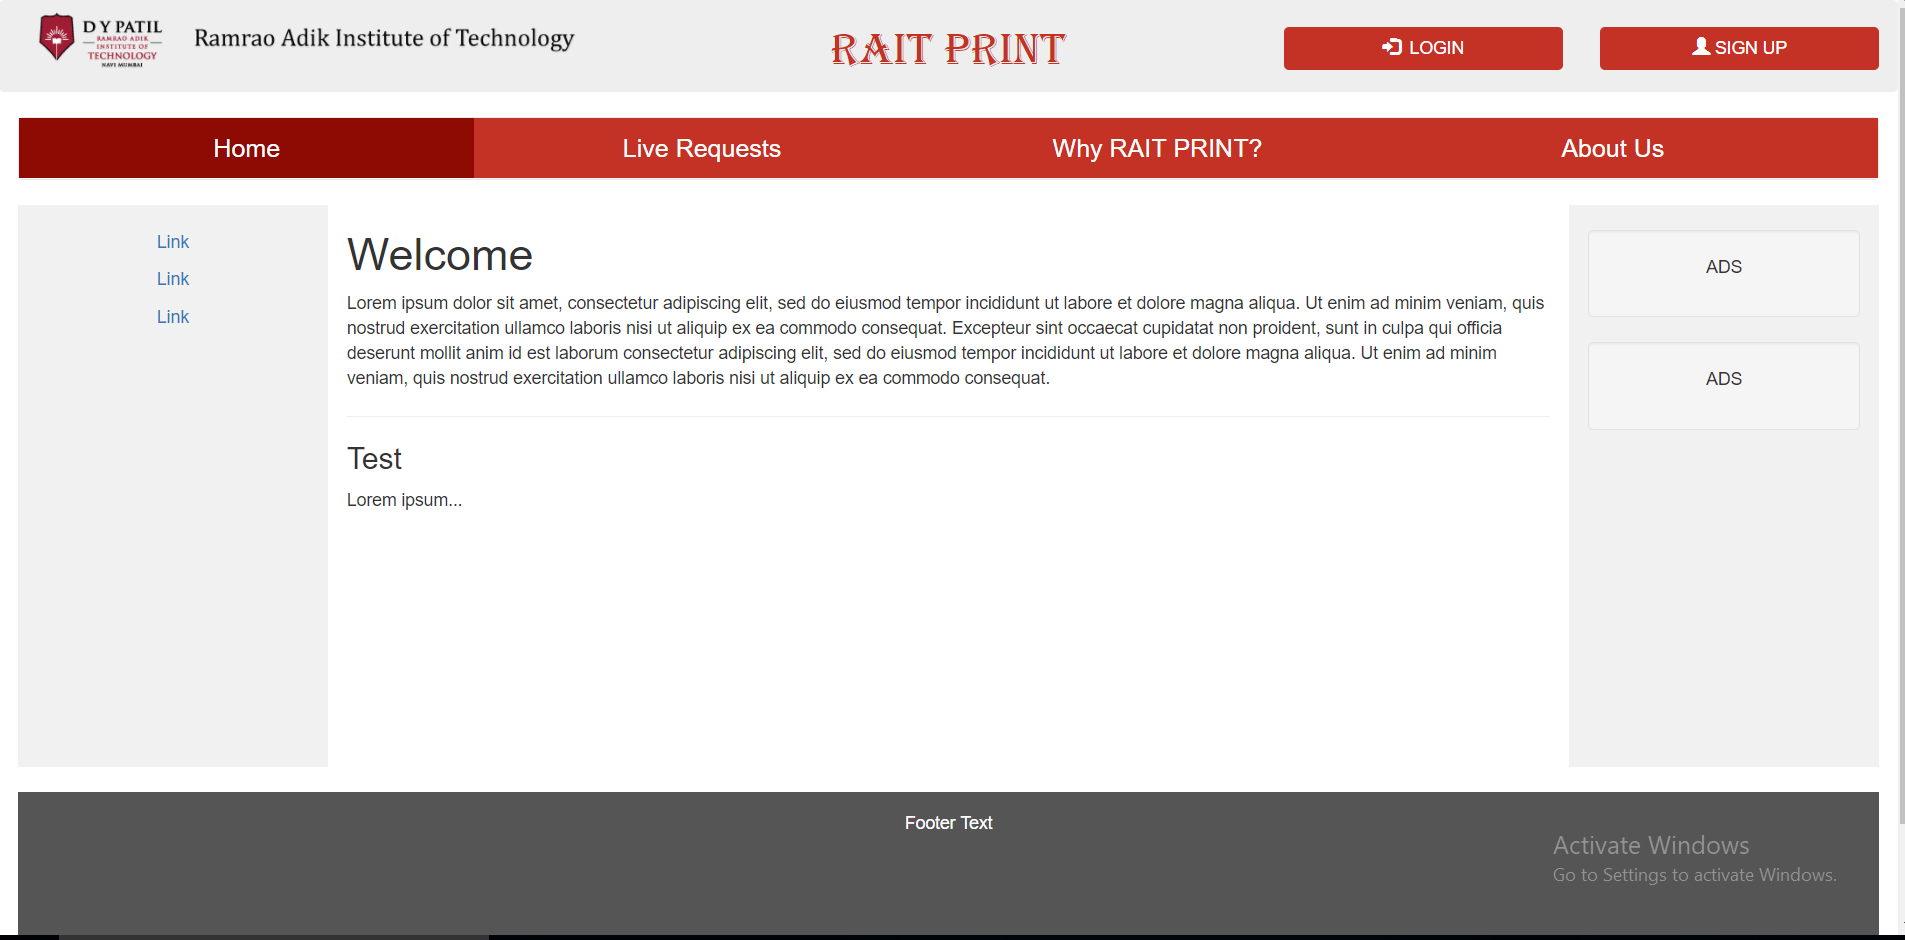 D Y PATIL
RAMRAO ADIK
INSTITUTE OF
TECHNOLOGY
NAVI MUMBAI
Ramrao Adik Institute of Technology
RAIT PRINT
LOGIN
SIGN UP
Home
Live Requests
Why RAIT PRINT?
About Us
Link
Link
Link
Welcome
Lorem ipsum dolor sit amet, consectetur adipiscing elit, sed do eiusmod tempor incididunt ut labore et dolore magna aliqua. Ut enim ad minim veniam, quis
nostrud exercitation ullamco laboris nisi ut aliquip ex ea commodo consequat. Excepteur sint occaecat cupidatat non proident, sunt in culpa qui officia
deserunt mollit anim id est laborum consectetur adipiscing elit, sed do eiusmod tempor incididunt ut labore et dolore magna aliqua. Ut enim ad minim
veniam, quis nostrud exercitation ullamco laboris nisi ut aliquip ex ea commodo consequat.
Test
Lorem ipsum...
ADS
ADS
Footer Text
Activate Windows
Go to Settings to activate Windows.